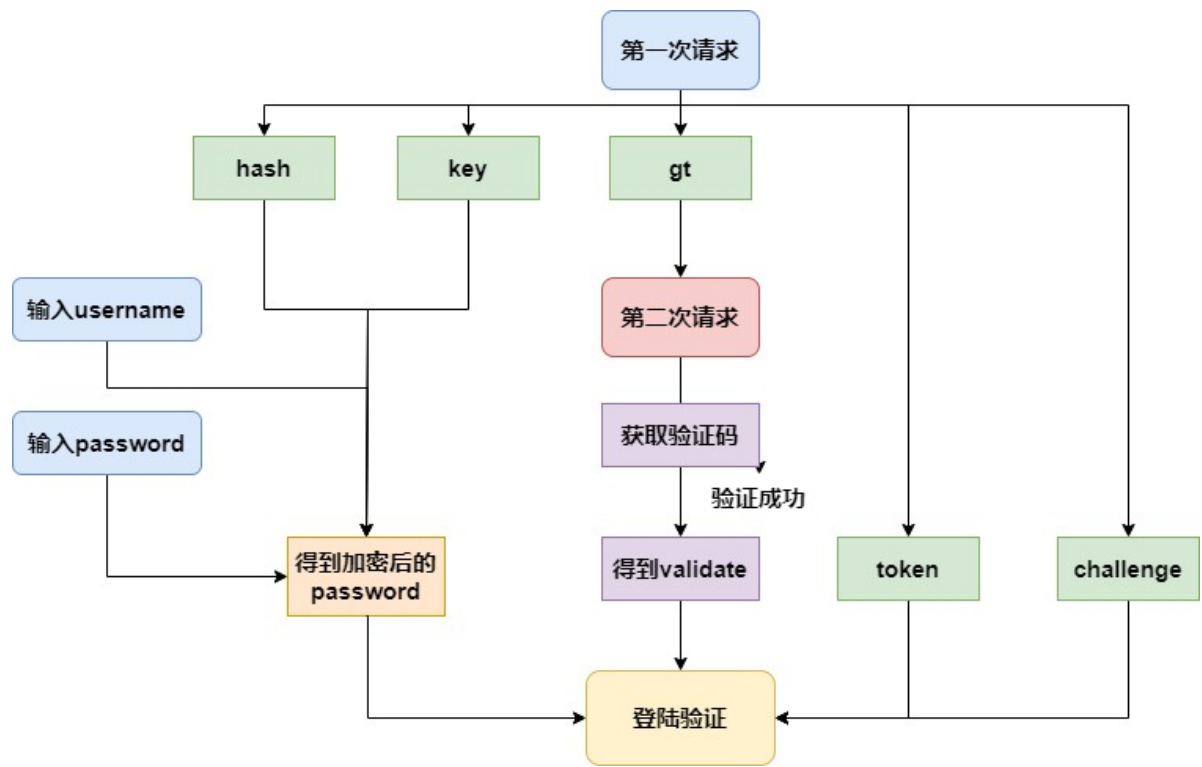 第一次请求
hash
key
gt
输入username
第二次请求
输入password
获取验证码
验证成功
得到加密后的
password
得到validate
token
challenge
登陆验证